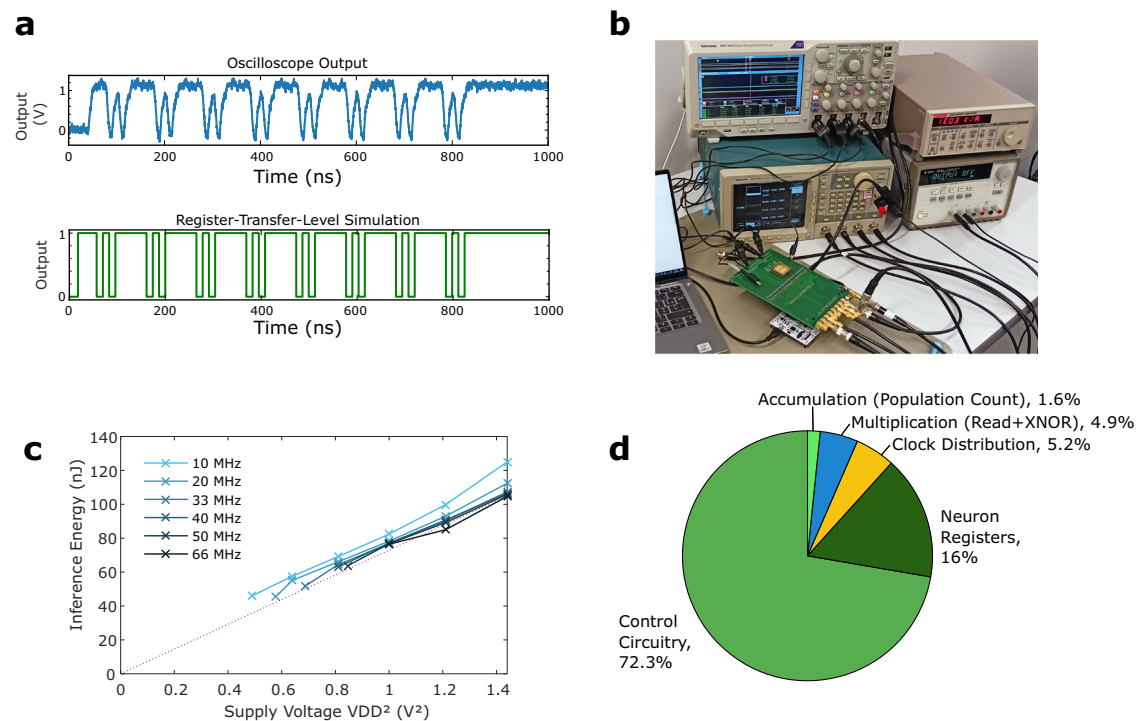 a
Oscilloscope Output
Output
(V)
1
0
0
200
400
600
800
1000
Time (ns)
Register-Transfer-Level Simulation
Output
1
0
0
200
400
600
800
1000
Time (ns)
b
Tektronix
OUTPUT OFF
c
Inference Energy (nJ)
140
120
100
80
60
40
20
0
10 MHz
20 MHz
33 MHz
40 MHz
50 MHz
66 MHz
0
0.2
0.4
0.6
0.8
1
1.2
1.4
Supply Voltage VDD² (V²)
d
Accumulation (Population Count), 1.6%
Multiplication (Read+XNOR), 4.9%
Clock Distribution, 5.2%
Neuron
Registers,
16%
Control
Circuitry,
72.3%